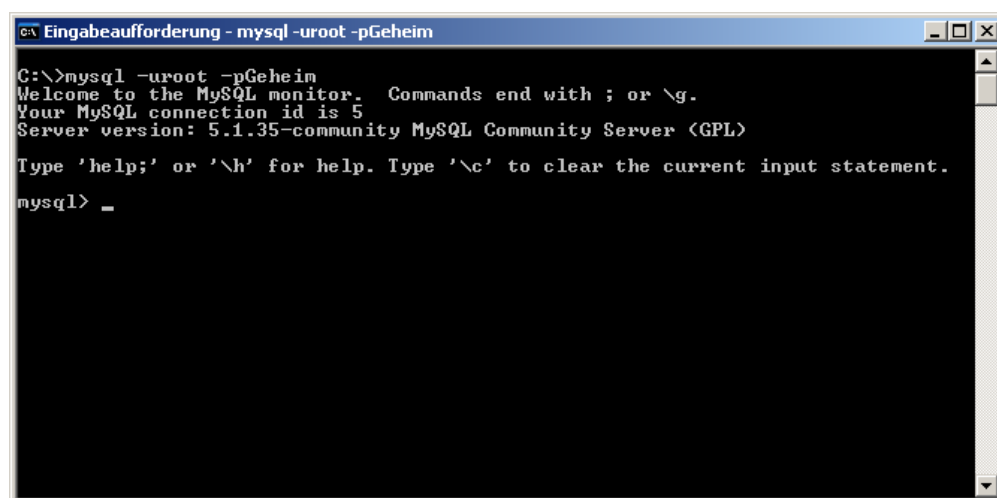 Eingabeaufforderung - mysql -uroot -pGeheim
C:\>mysql -uroot -pGeheim
Welcome to the MySQL monitor.  Commands end with ; or \g.
Your MySQL connection id is 5
Server version: 5.1.35-community MySQL Community Server (GPL)
Type 'help;' or '\h' for help. Type '\c' to clear the current input statement.
mysql> _